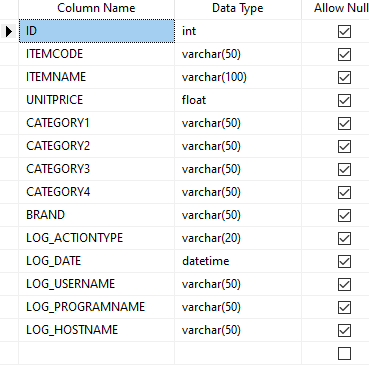 Column Name Data Type Allow Null
ID int
ITEMCODE varchar(50)
ITEMNAME varchar(100)
UNITPRICE float
CATEGORY1 varchar(50)
CATEGORY2 varchar(50)
CATEGORY3 varchar(50)
CATEGORY4 varchar(50)
BRAND varchar(50)
LOG_ACTIONTYPE varchar(20)
LOG_DATE datetime
LOG_USERNAME varchar(50)
LOG_PROGRAMNAME varchar(50)
LOG_HOSTNAME varchar(50)